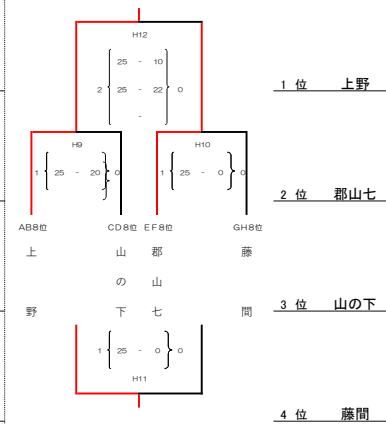 H12
25 - 10
2 25 - 22 0
-
1 位 上野
H9 H10
1 25 - 20 0 1 25 - 0 0
2 位 郡山七
AB8位 CD8位 EF8位 GH8位
上野 山の下 郡山七 藤間
3 位 山の下
1 25 - 0 0
H11
4 位 藤間